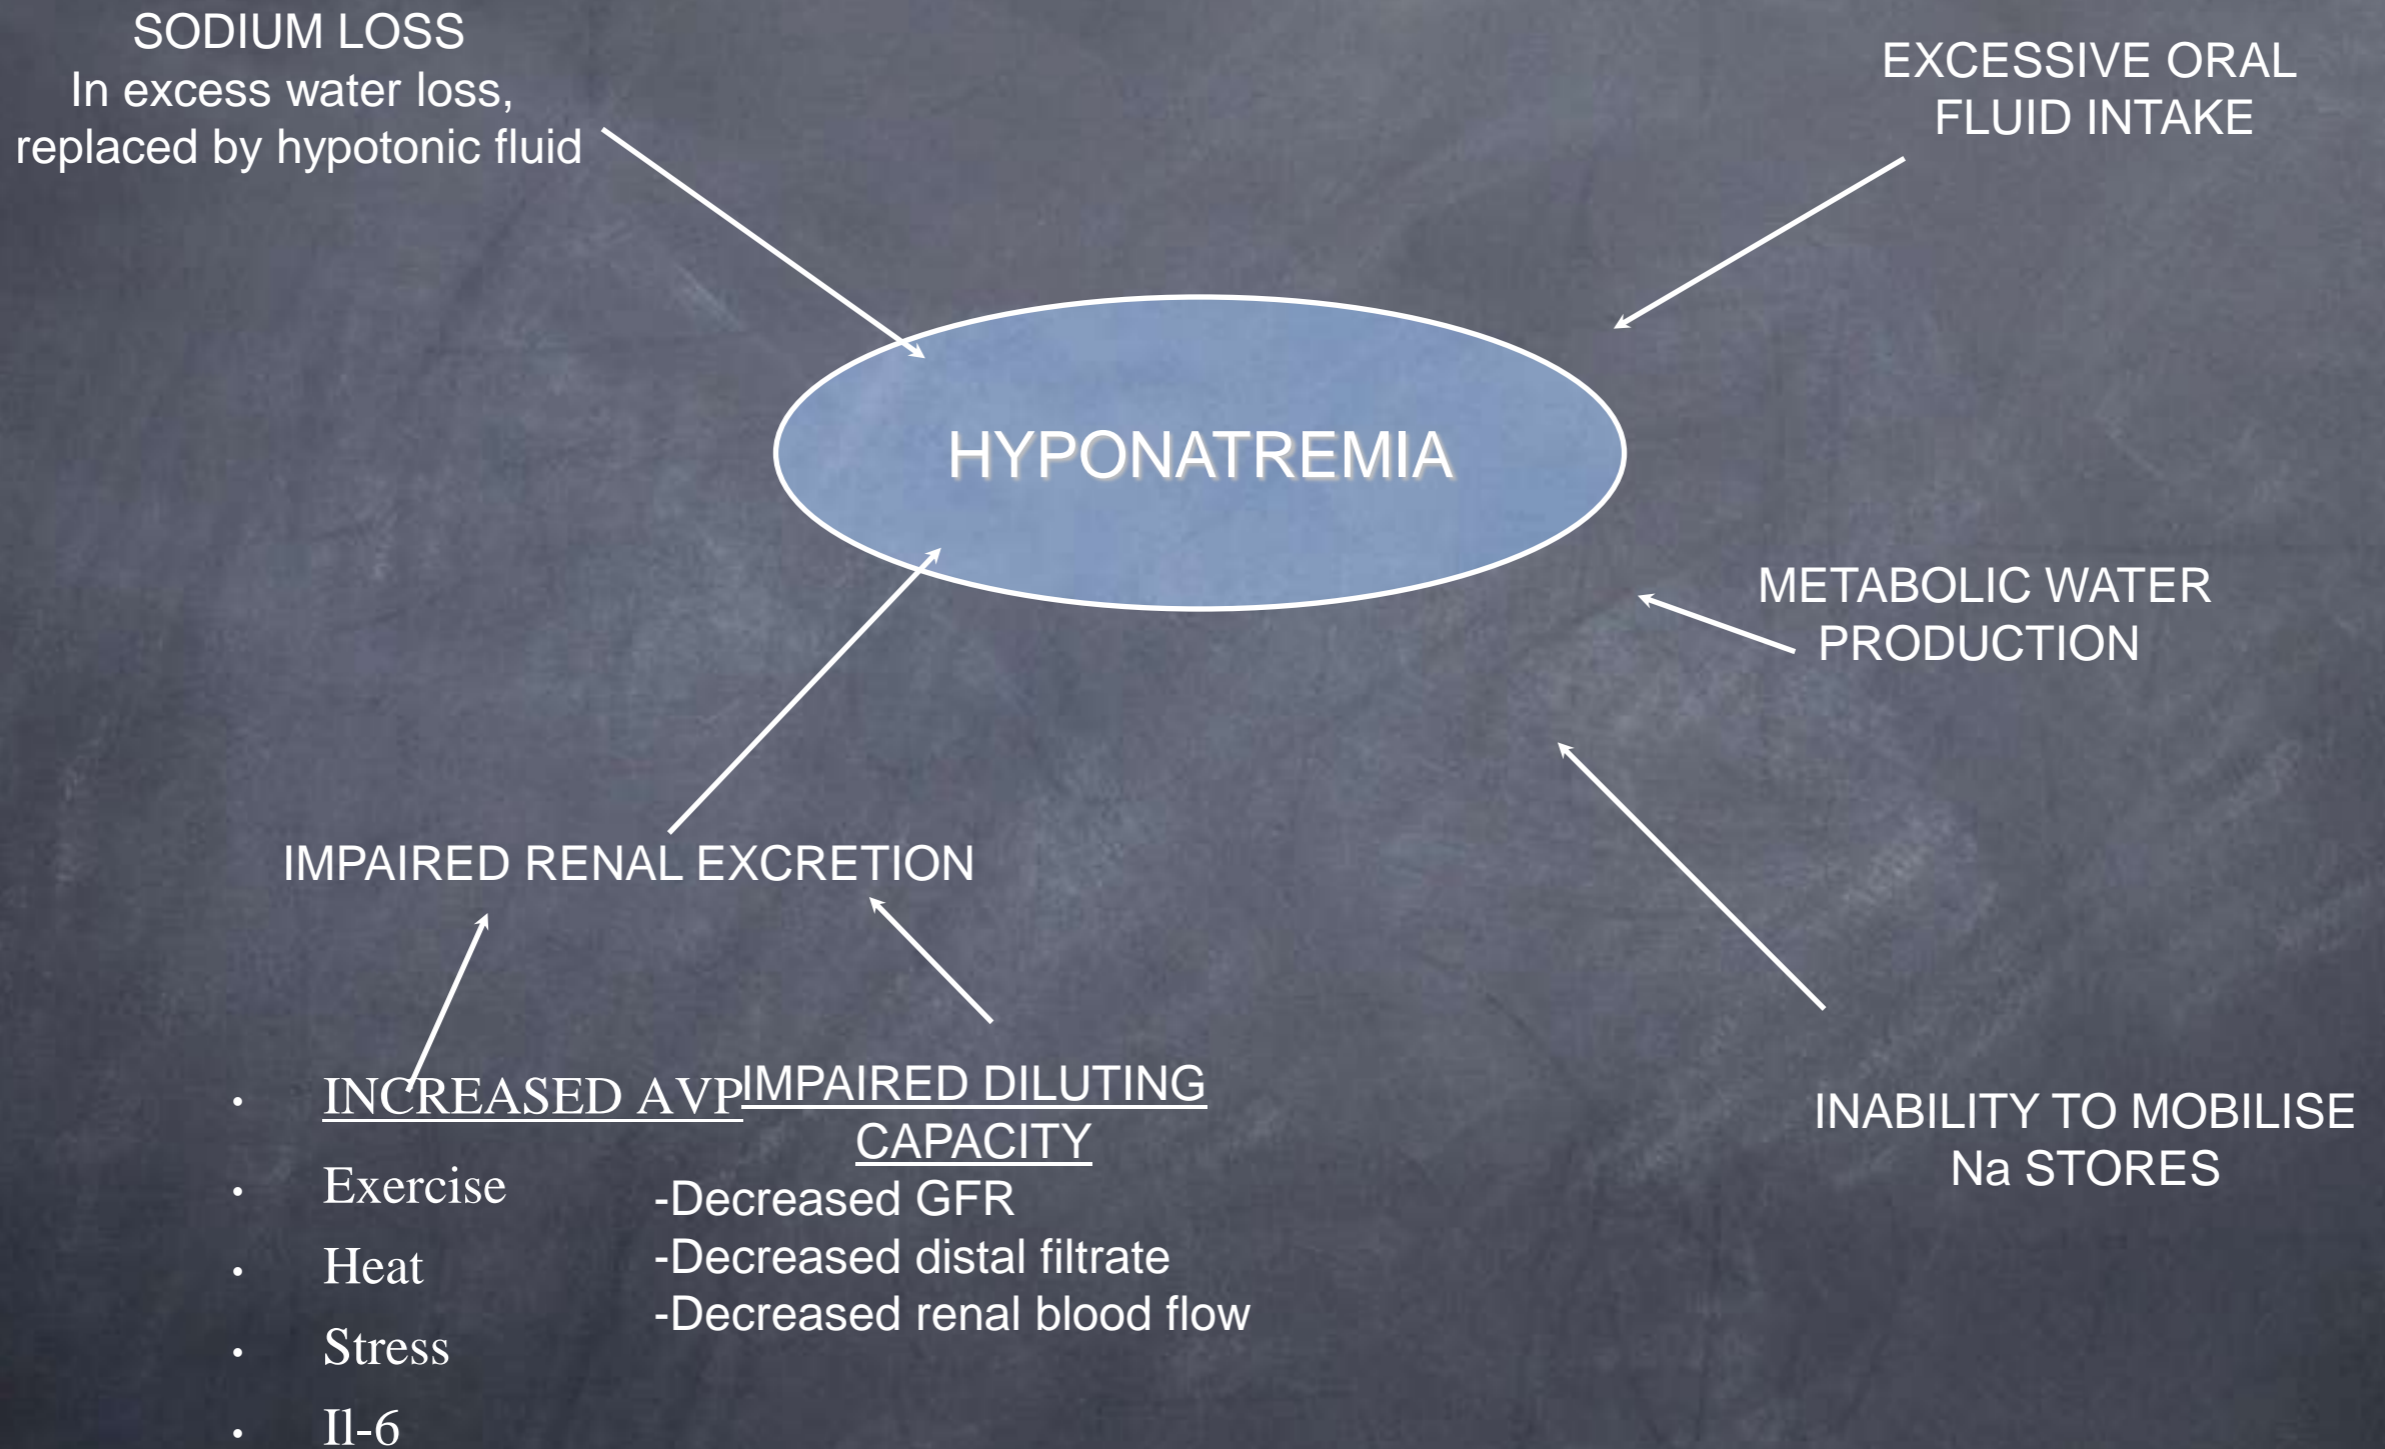 SODIUM LOSS
In excess water loss,
replaced by hypotonic fluid
EXCESSIVE ORAL
FLUID INTAKE
HYPONATREMIA
METABOLIC WATER
PRODUCTION
IMPAIRED RENAL EXCRETION
• INCREASED AVP
• Exercise
• Heat
• Stress
• Il-6
IMPAIRED DILUTING
CAPACITY
-Decreased GFR
-Decreased distal filtrate
-Decreased renal blood flow
INABILITY TO MOBILISE
Na STORES